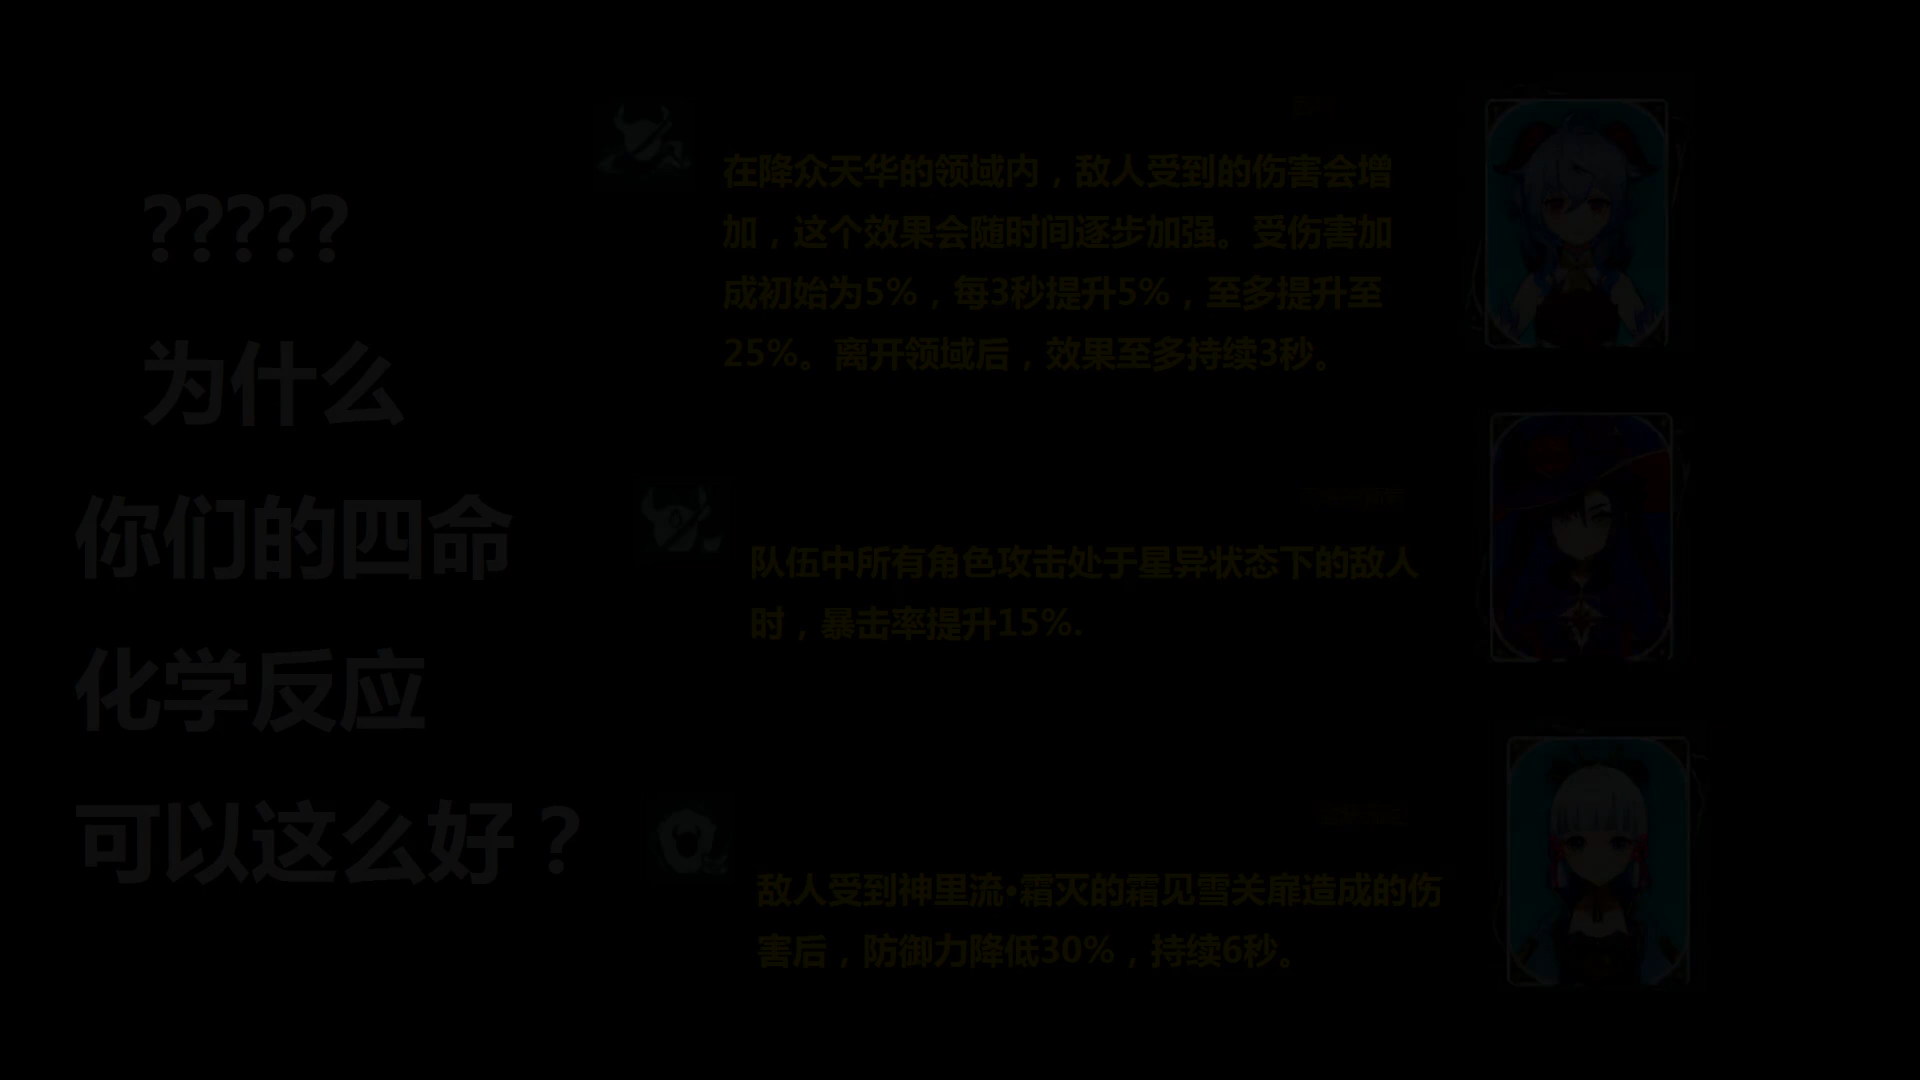 ?????
为什么
你们的四命
化学反应
可以这么好？
在降众天华的领域内，敌人受到的伤害会增
加，这个效果会随时间逐步加强。受伤害加
成初始为5%，每3秒提升5%，至多提升至
25%。离开领域后，效果至多持续3秒。
队伍中所有角色攻击处于星异状态下的敌人
时，暴击率提升15%.
敌人受到神里流·霜灭的霜见雪关扉造成的伤
害后，防御力降低30%，持续6秒。